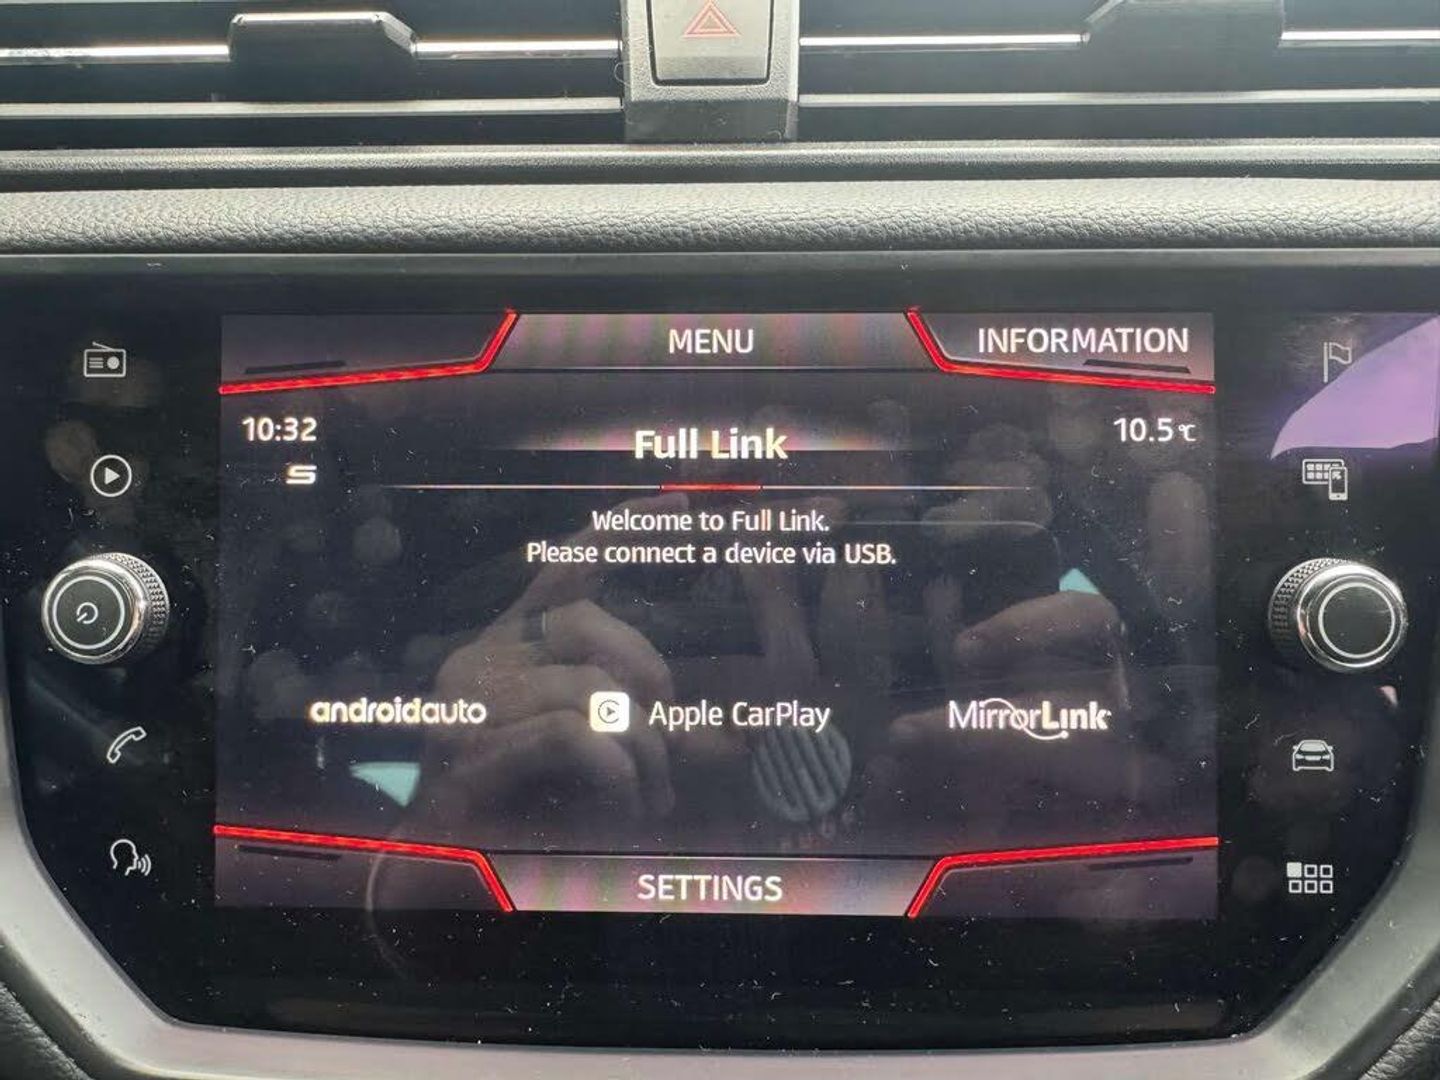 MENU
INFORMATION
10:32
Full Link
10.5°C
Welcome to Full Link.
Please connect a device via USB.
androidauto
Apple CarPlay
MirrorLink
SETTINGS